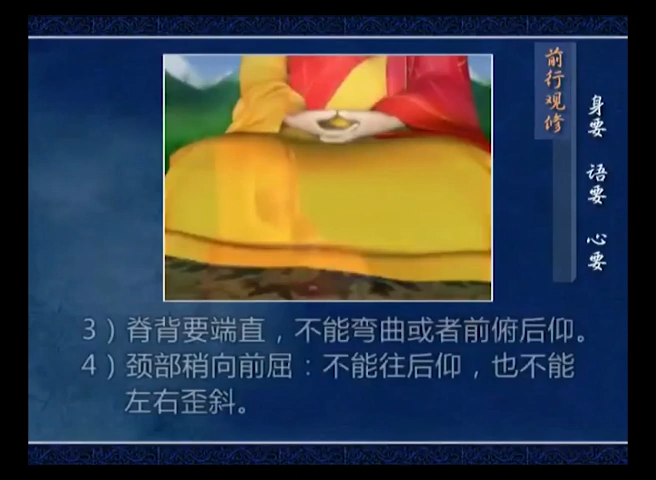 前行观修
身要 语要 心要
3）脊背要端直，不能弯曲或者前俯后仰。
4）颈部稍向前屈：不能往后仰，也不能
左右歪斜。